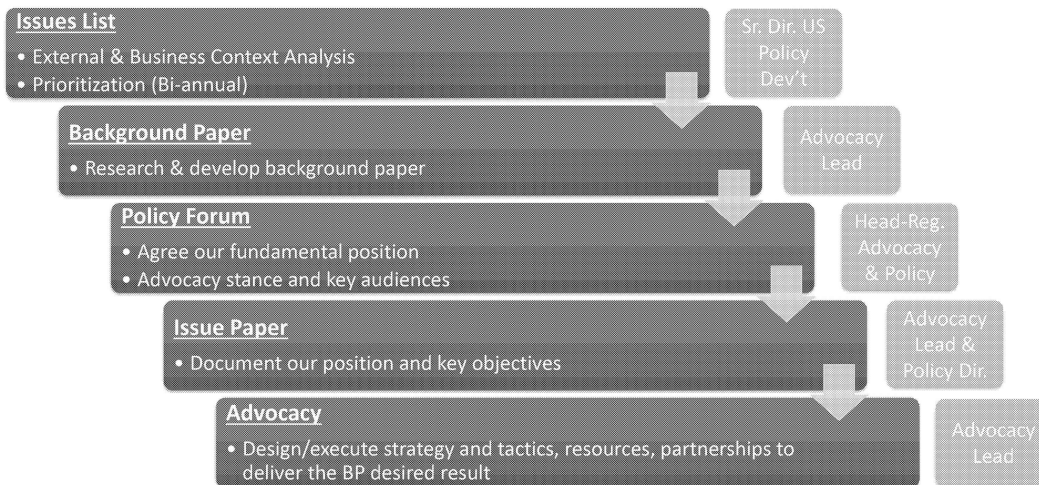 Issues List
• External & Business Context Analysis
• Prioritization (Bi-annual)
Sr. Dir. US
Policy
Dev't
Background Paper
• Research & develop background paper
Advocacy
Lead
Policy Forum
• Agree our fundamental position
• Advocacy stance and key audiences
Head-Reg.
Advocacy
& Policy
Issue Paper
• Document our position and key objectives
Advocacy
Lead &
Policy Dir.
Advocacy
• Design/execute strategy and tactics, resources, partnerships to
deliver the BP desired result
Advocacy
Lead